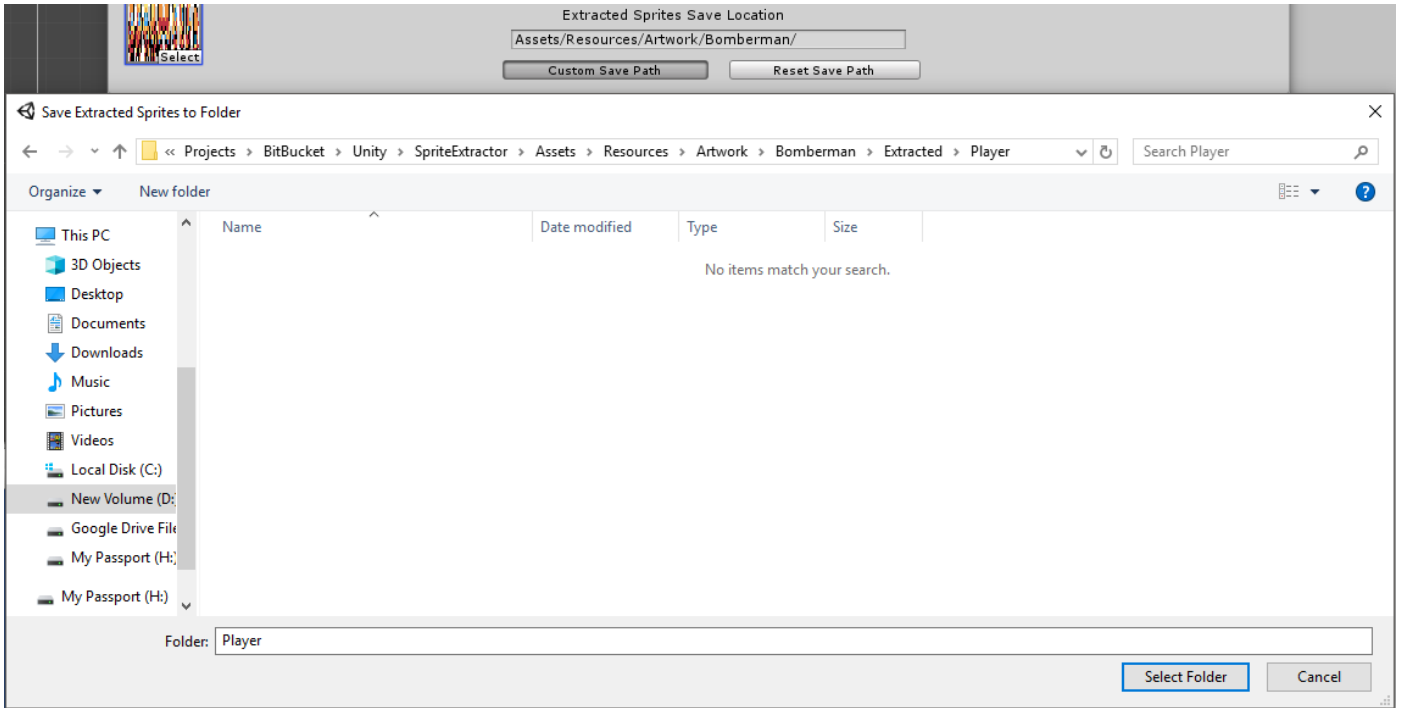 Extracted Sprites Save Location
Select
Assets/Resources/Artwork/Bomberman/
Custom Save Path Reset Save Path
Save Extracted Sprites to Folder
« Projects > BitBucket > Unity > SpriteExtractor > Assets > Resources > Artwork > Bomberman > Extracted > Player Search Player
Organize New folder
Name Date modified Type Size
No items match your search.
This PC
3D Objects
Desktop
Documents
Downloads
Music
Pictures
Videos
Local Disk (C:)
New Volume (D:
Google Drive File
My Passport (H:)
My Passport (H:)
Folder: Player
Select Folder Cancel